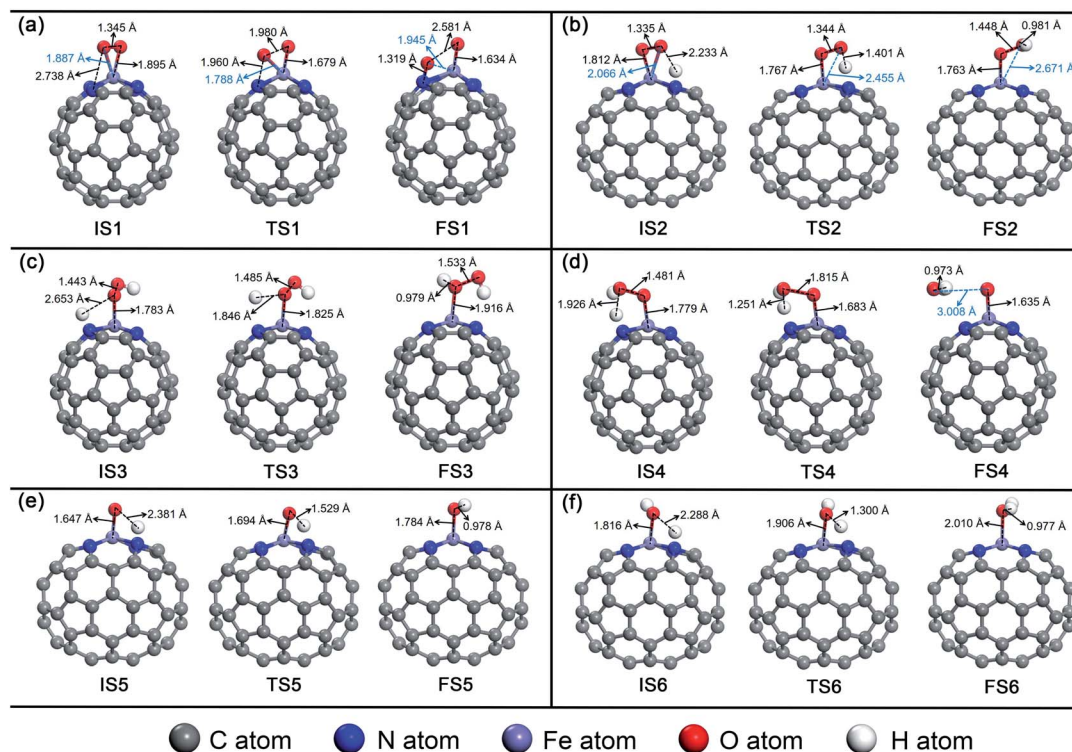 (a)
1.345 Å
1.887 Å
2.738 Å
1.895 Å
IS1
1.980 Å
1.960 Å
1.788 Å
1.679 Å
TS1
2.581 Å
1.945 Å
1.319 Å
1.634 Å
FS1
(b)
1.335 Å
1.812 Å
2.066 Å
2.233 Å
IS2
1.344 Å
1.401 Å
1.767 Å
2.455 Å
TS2
1.448 Å
0.981 Å
1.763 Å
2.671 Å
FS2
(c)
1.443 Å
2.653 Å
1.783 Å
IS3
1.485 Å
1.846 Å
1.825 Å
TS3
1.533 Å
0.979 Å
1.916 Å
FS3
(d)
1.481 Å
1.926 Å
1.779 Å
IS4
1.815 Å
1.251 Å
1.683 Å
TS4
0.973 Å
3.008 Å
1.635 Å
FS4
(e)
1.647 Å
2.381 Å
IS5
1.694 Å
1.529 Å
TS5
1.784 Å
0.978 Å
FS5
(f)
1.816 Å
2.288 Å
IS6
1.906 Å
1.300 Å
TS6
2.010 Å
0.977 Å
FS6
C atom N atom Fe atom O atom H atom